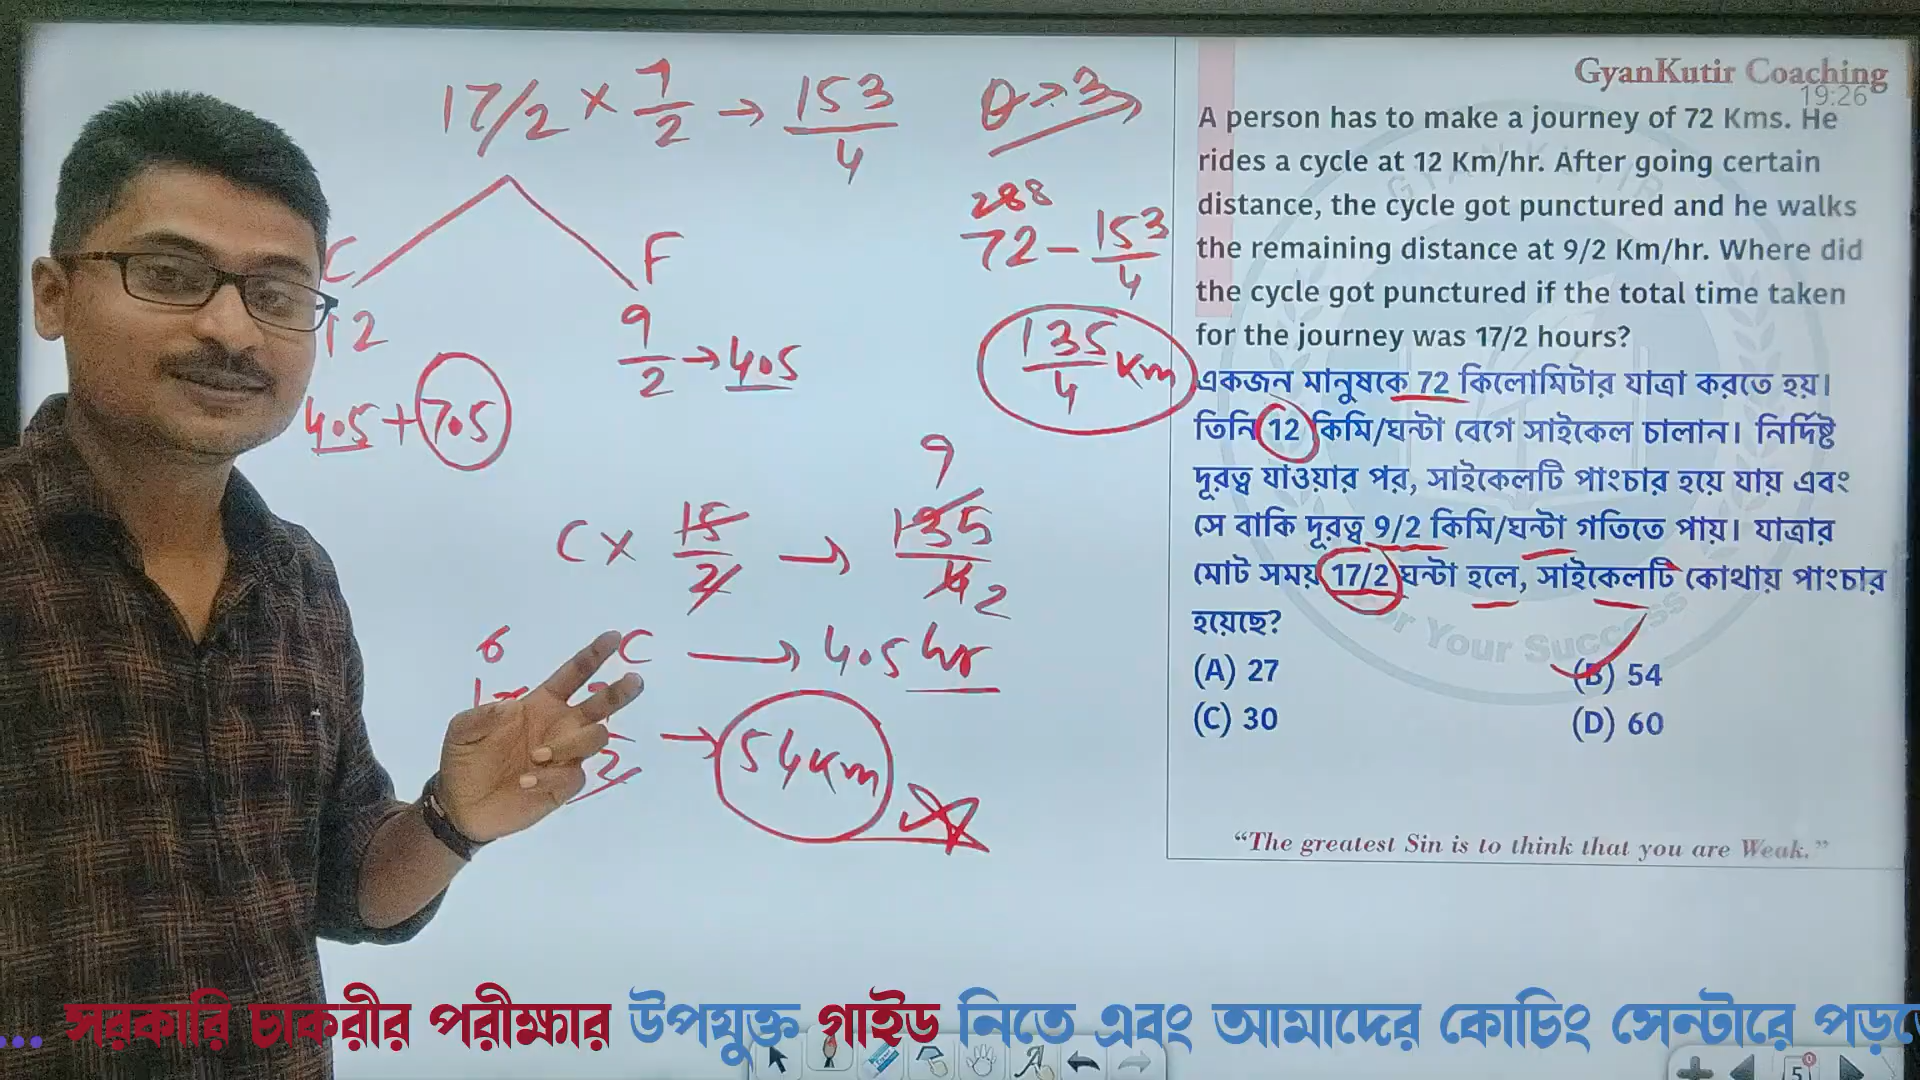 17/2 × 9/2 → 153/4
Q → 3
C
F
12
9/2 → 4.5
4.5 + 7.5
288
72 - 153/4
135/4 Km
C × 15/2 → 135/4
9
2
6
C → 4.5 hr
→ 54 Km
GyanKutir Coaching
19:26
A person has to make a journey of 72 Kms. He
rides a cycle at 12 Km/hr. After going certain
distance, the cycle got punctured and he walks
the remaining distance at 9/2 Km/hr. Where did
the cycle got punctured if the total time taken
for the journey was 17/2 hours?
একজন মানুষকে 72 কিলোমিটার যাত্রা করতে হয়।
তিনি 12 কিমি/ঘন্টা বেগে সাইকেল চালান। নির্দিষ্ট
দূরত্ব যাওয়ার পর, সাইকেলটি পাংচার হয়ে যায় এবং
সে বাকি দূরত্ব 9/2 কিমি/ঘন্টা গতিতে পায়। যাত্রার
মোট সময় 17/2 ঘন্টা হলে, সাইকেলটি কোথায় পাংচার
হয়েছে?
(A) 27 (B) 54
(C) 30 (D) 60
“The greatest Sin is to think that you are Weak.”
... সরকারি চাকরীর পরীক্ষার উপযুক্ত গাইড নিতে এবং আমাদের কোচিং সেন্টারে
5